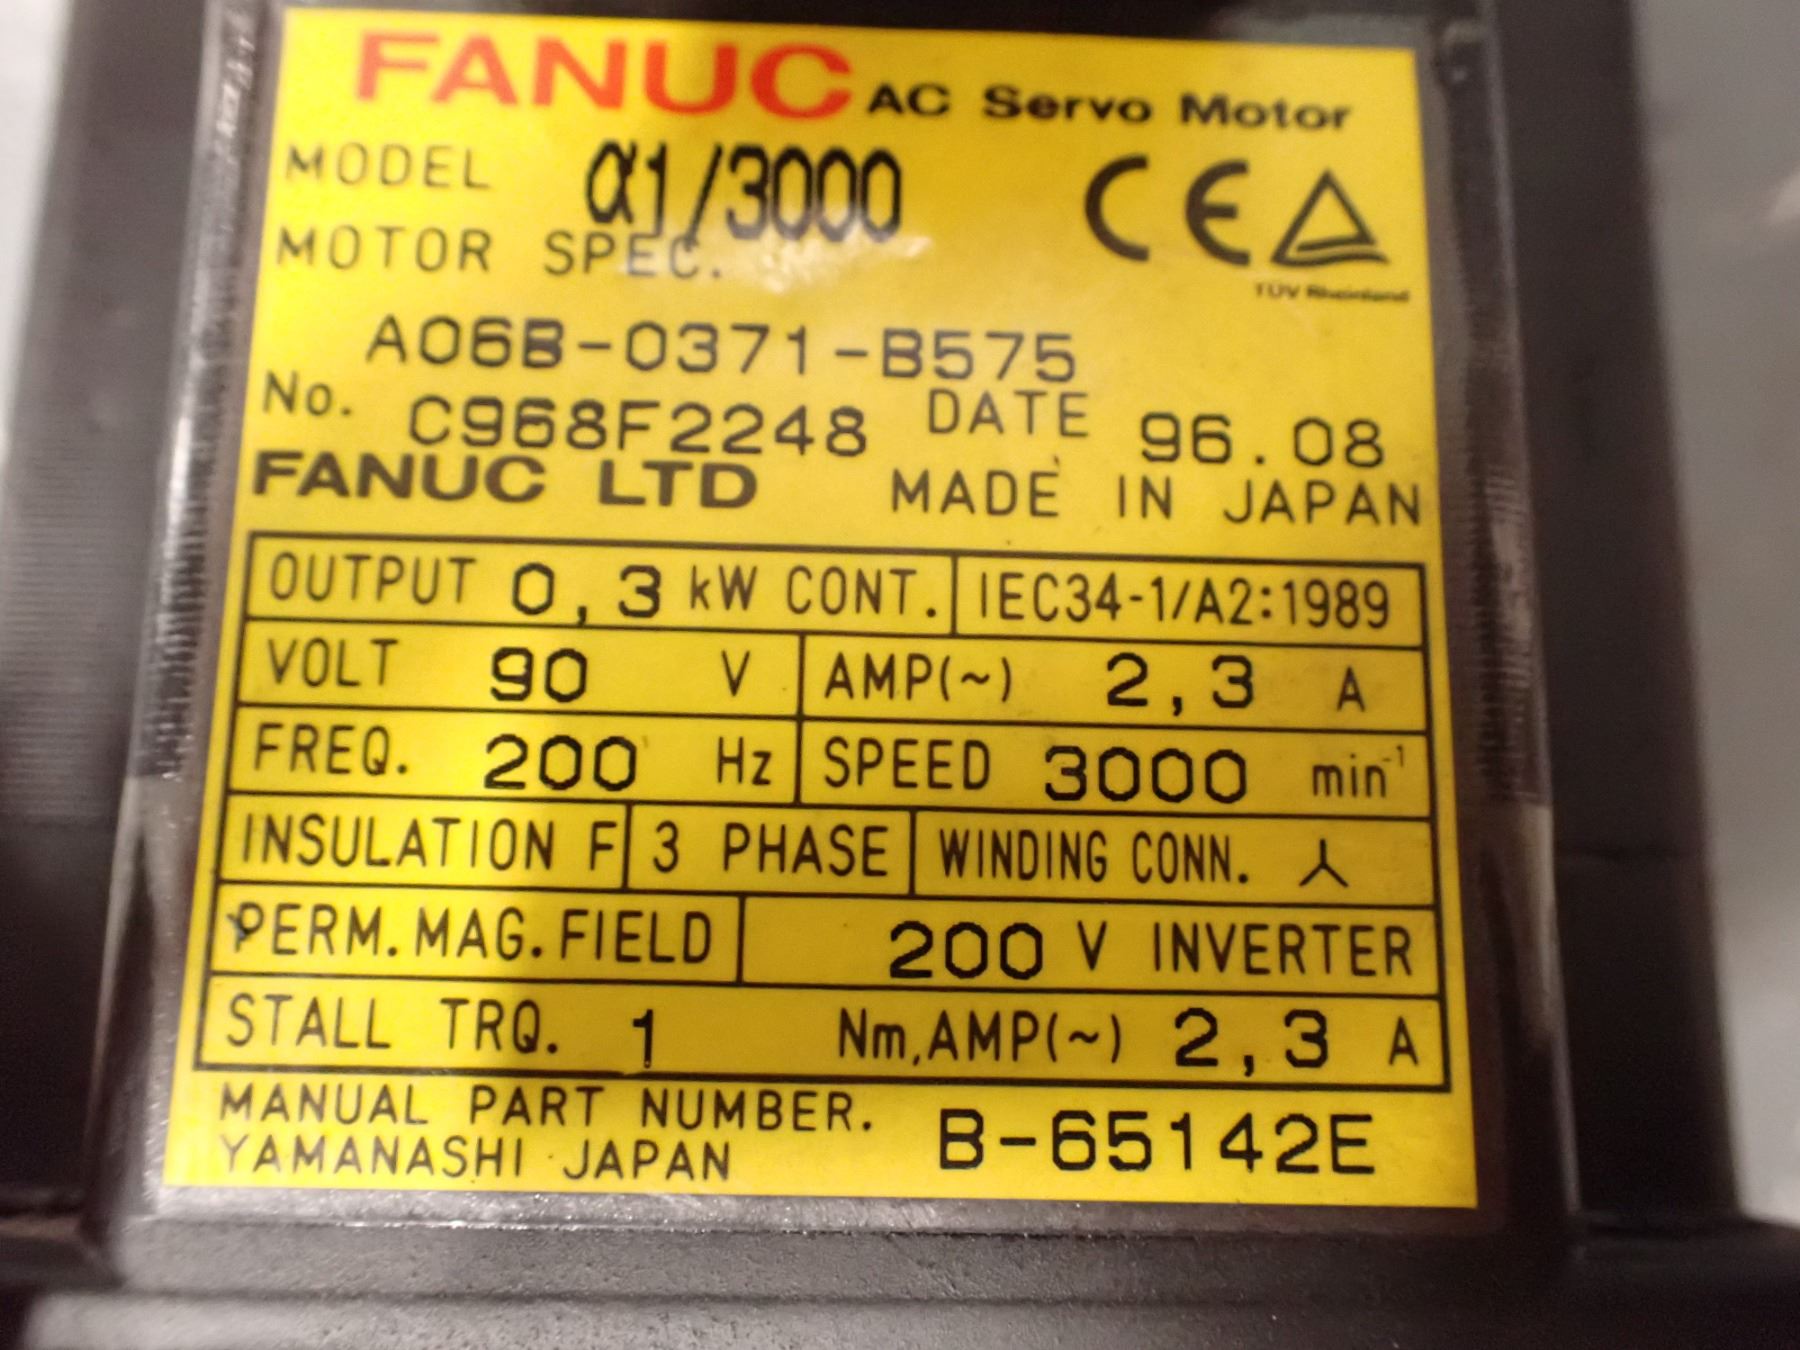 FANUC AC Servo Motor
MODEL α1/3000 CE
MOTOR SPEC.
TÜV Rheinland
A06B-0371-B575
No. C968F2248 DATE 96.08
FANUC LTD MADE IN JAPAN
OUTPUT 0,3 kW CONT. IEC34-1/A2:1989
VOLT 90 V AMP(~) 2,3 A
FREQ. 200 Hz SPEED 3000 min⁻¹
INSULATION F 3 PHASE WINDING CONN. ⅄
PERM.MAG.FIELD 200 V INVERTER
STALL TRQ. 1 Nm,AMP(~) 2,3 A
MANUAL PART NUMBER. B-65142E
YAMANASHI JAPAN